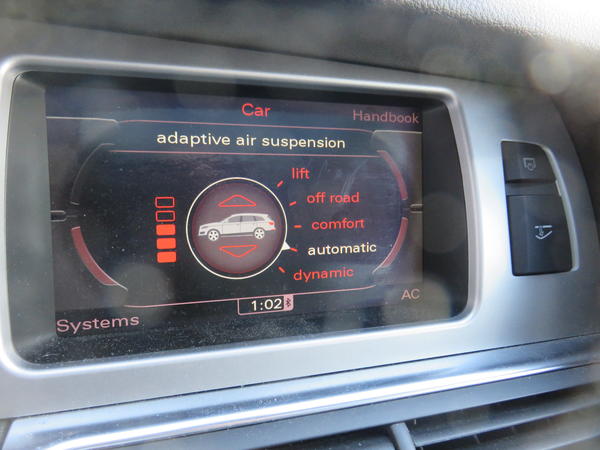 Car
Handbook
adaptive air suspension
lift
off road
comfort
automatic
dynamic
1:02
AC
Systems